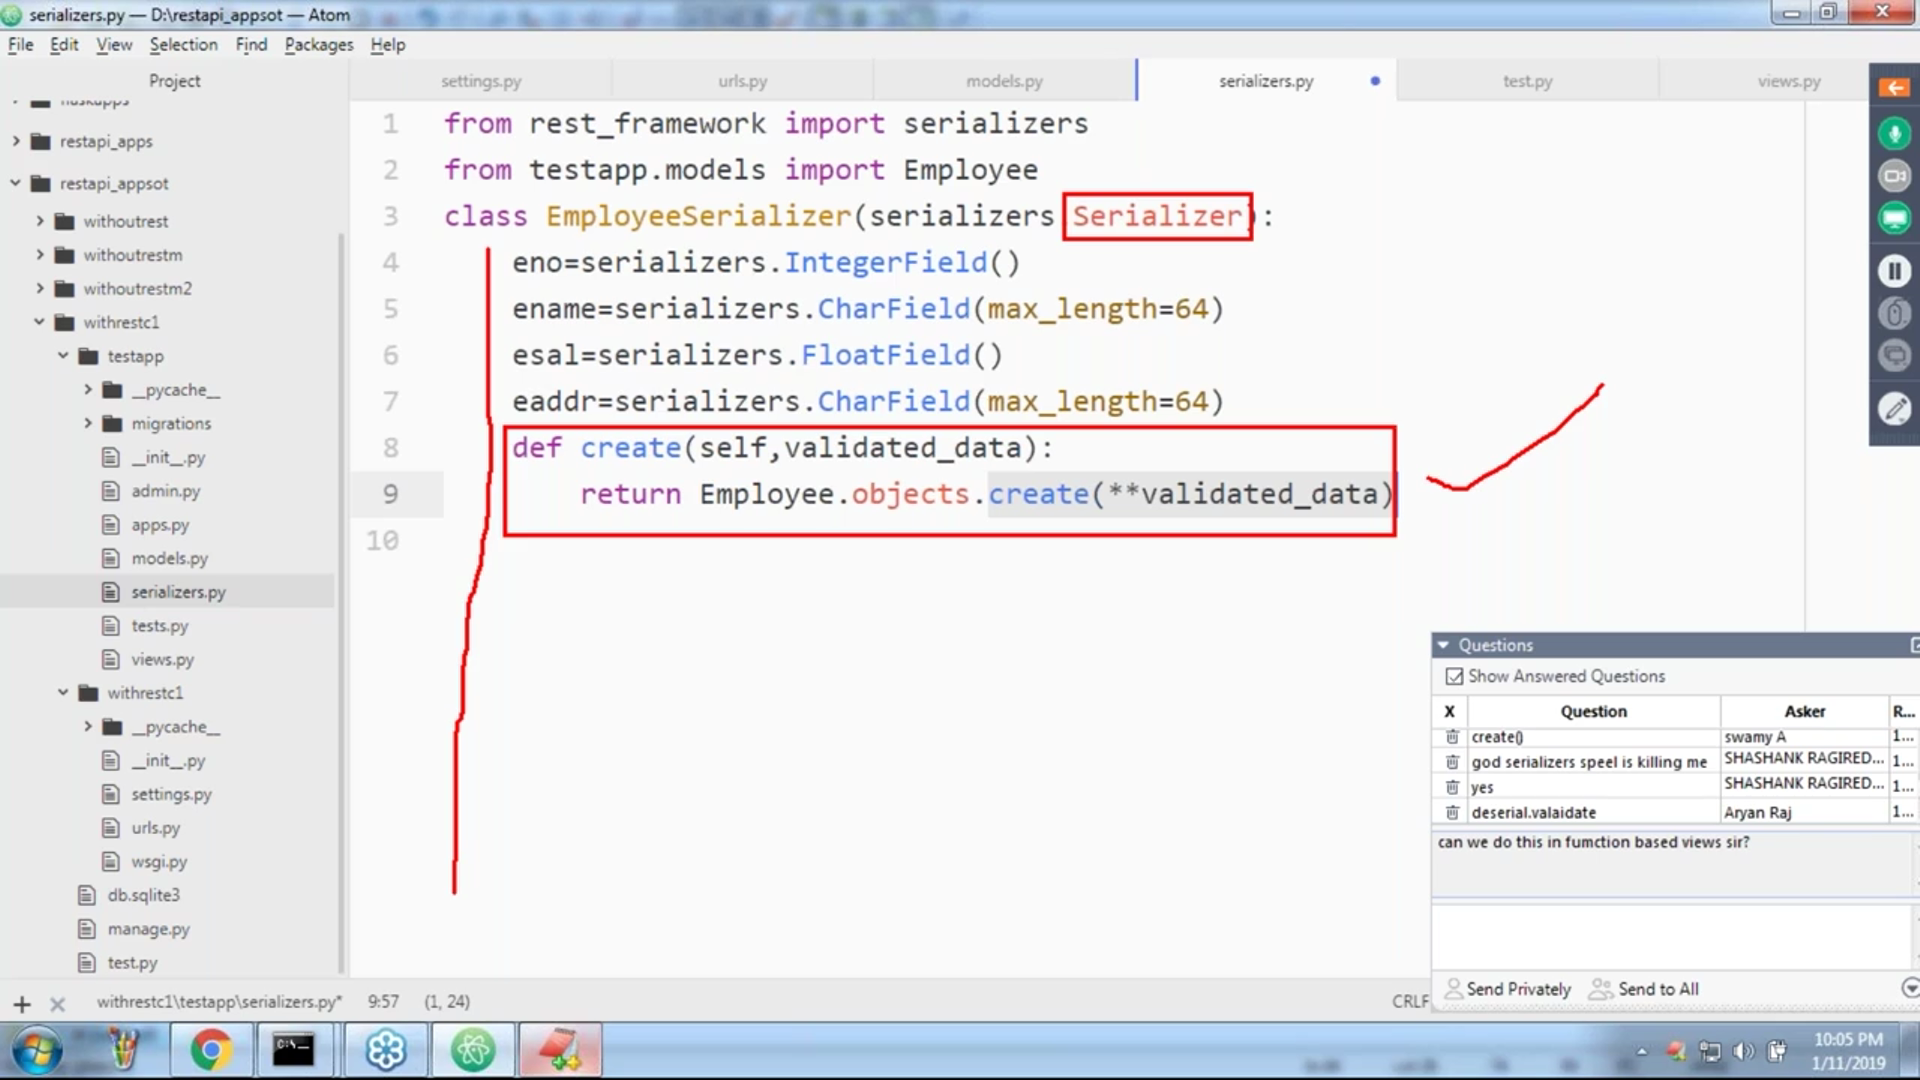 serializers.py — D:\restapi_appsot — Atom
File Edit View Selection Find Packages Help
Project
settings.py urls.py models.py serializers.py test.py views.py
restapi_apps
restapi_appsot
withoutrest
withoutrestm
withoutrestm2
withrestc1
testapp
__pycache__
migrations
__init__.py
admin.py
apps.py
models.py
serializers.py
tests.py
views.py
withrestc1
__pycache__
__init__.py
settings.py
urls.py
wsgi.py
db.sqlite3
manage.py
test.py
1 from rest_framework import serializers
2 from testapp.models import Employee
3 class EmployeeSerializer(serializers Serializer):
4 eno=serializers.IntegerField()
5 ename=serializers.CharField(max_length=64)
6 esal=serializers.FloatField()
7 eaddr=serializers.CharField(max_length=64)
8 def create(self,validated_data):
9 return Employee.objects.create(**validated_data)
10
Questions
Show Answered Questions
X Question Asker R...
create() swamy A 1...
god serializers speel is killing me SHASHANK RAGIRED... 1...
yes SHASHANK RAGIRED... 1...
deserial.valaidate Aryan Raj 1...
can we do this in fumction based views sir?
Send Privately Send to All
withrestc1\testapp\serializers.py* 9:57 (1, 24) CRLF
10:05 PM
1/11/2019